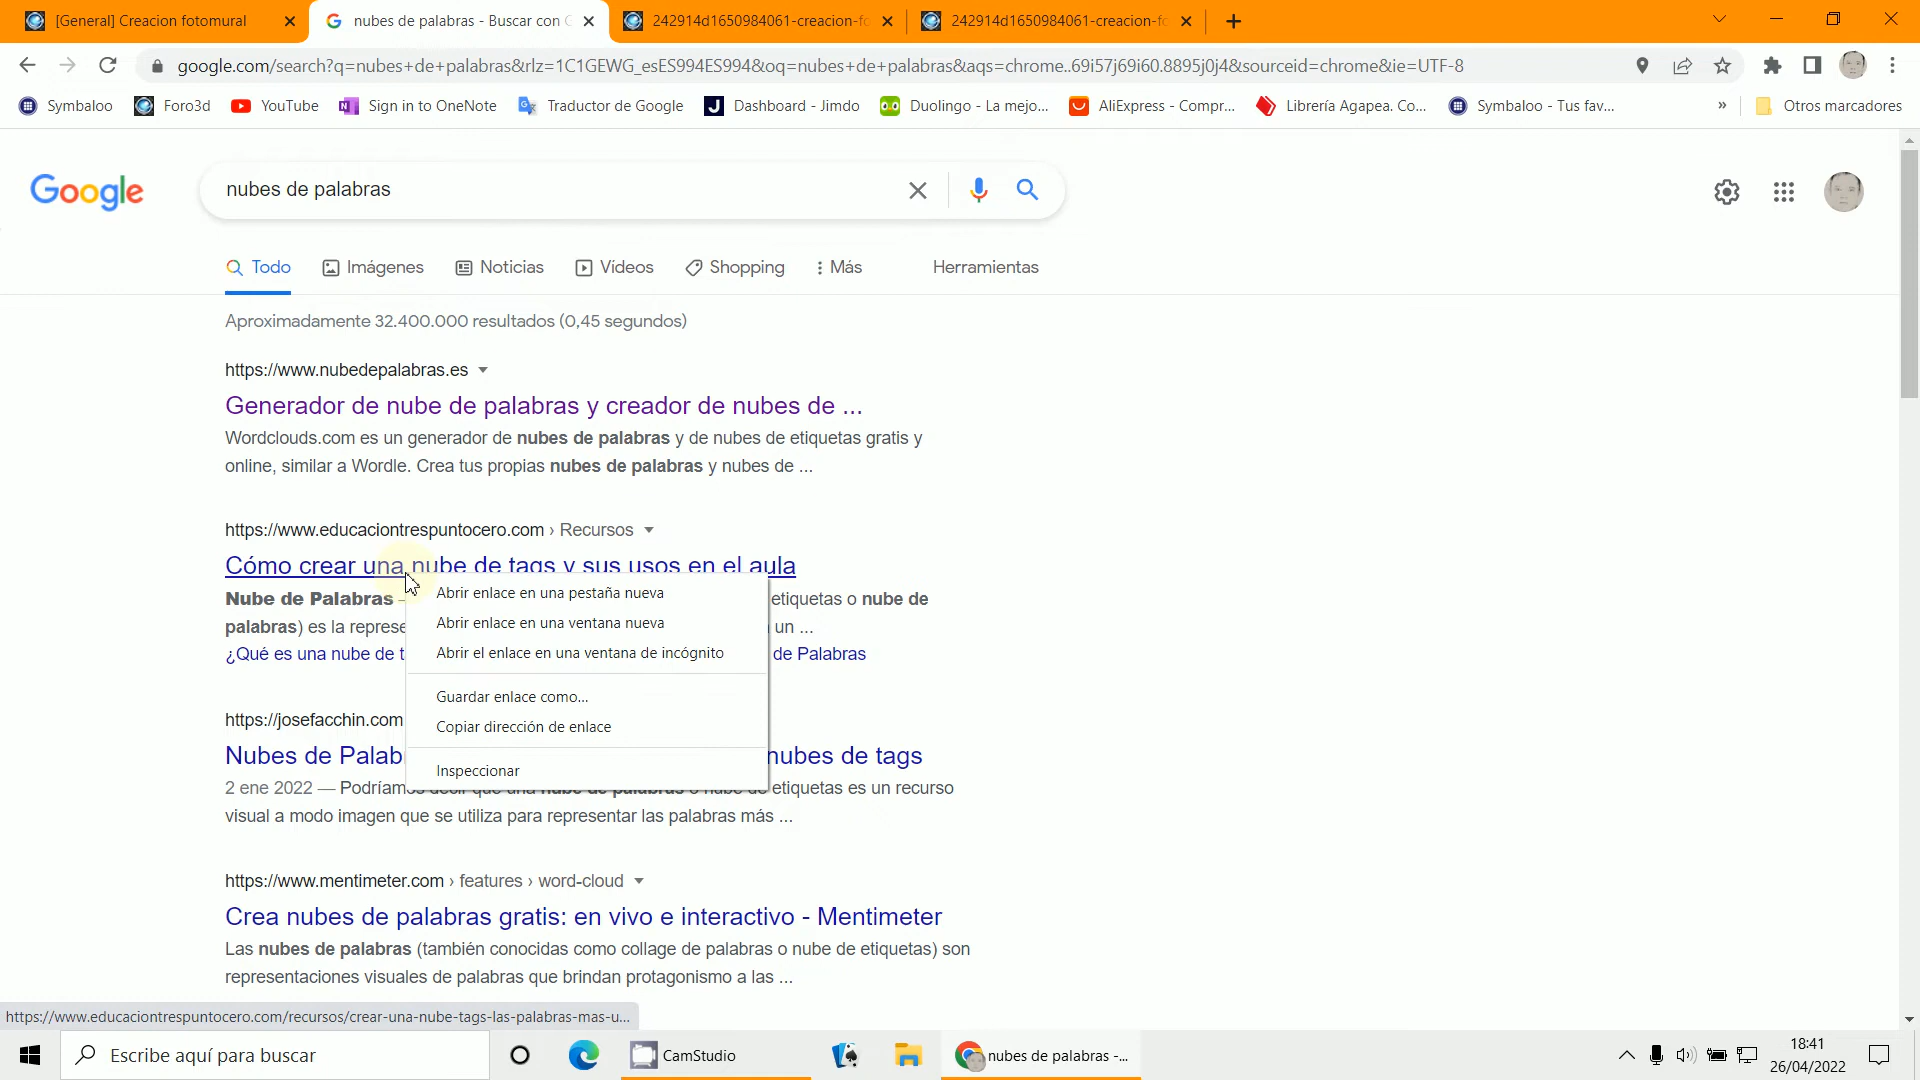 [General] Creacion fotomural
nubes de palabras - Buscar con G
242914d1650984061-creacion-fo
242914d1650984061-creacion-fo
google.com/search?q=nubes+de+palabras&rlz=1C1GEWG_esES994ES994&oq=nubes+de+palabras&aqs=chrome..69i57j69i60.8895j0j4&sourceid=chrome&ie=UTF-8
Symbaloo
Foro3d
YouTube
Sign in to OneNote
Traductor de Google
Dashboard - Jimdo
Duolingo - La mejo...
AliExpress - Compr...
Librería Agapea. Co...
Symbaloo - Tus fav...
»
Otros marcadores
Google
nubes de palabras
Todo
Imágenes
Noticias
Vídeos
Shopping
Más
Herramientas
Aproximadamente 32.400.000 resultados (0,45 segundos)
https://www.nubedepalabras.es
Generador de nube de palabras y creador de nubes de ...
Wordclouds.com es un generador de nubes de palabras y de nubes de etiquetas gratis y
online, similar a Wordle. Crea tus propias nubes de palabras y nubes de ...
https://www.educaciontrespuntocero.com › Recursos
Cómo crear una nube de tags y sus usos en el aula
Nube de Palabras – etiquetas o nube de
palabras) es la represe un ...
¿Qué es una nube de t de Palabras
Abrir enlace en una pestaña nueva
Abrir enlace en una ventana nueva
Abrir el enlace en una ventana de incógnito
Guardar enlace como...
Copiar dirección de enlace
Inspeccionar
https://josefacchin.com
Nubes de Palab nubes de tags
2 ene 2022 — Podríamos decir que una nube de palabras o nube de etiquetas es un recurso
visual a modo imagen que se utiliza para representar las palabras más ...
https://www.mentimeter.com › features › word-cloud
Crea nubes de palabras gratis: en vivo e interactivo - Mentimeter
Las nubes de palabras (también conocidas como collage de palabras o nube de etiquetas) son
representaciones visuales de palabras que brindan protagonismo a las ...
https://www.educaciontrespuntocero.com/recursos/crear-una-nube-tags-las-palabras-mas-u...
Escribe aquí para buscar
CamStudio
nubes de palabras -...
18:41
26/04/2022